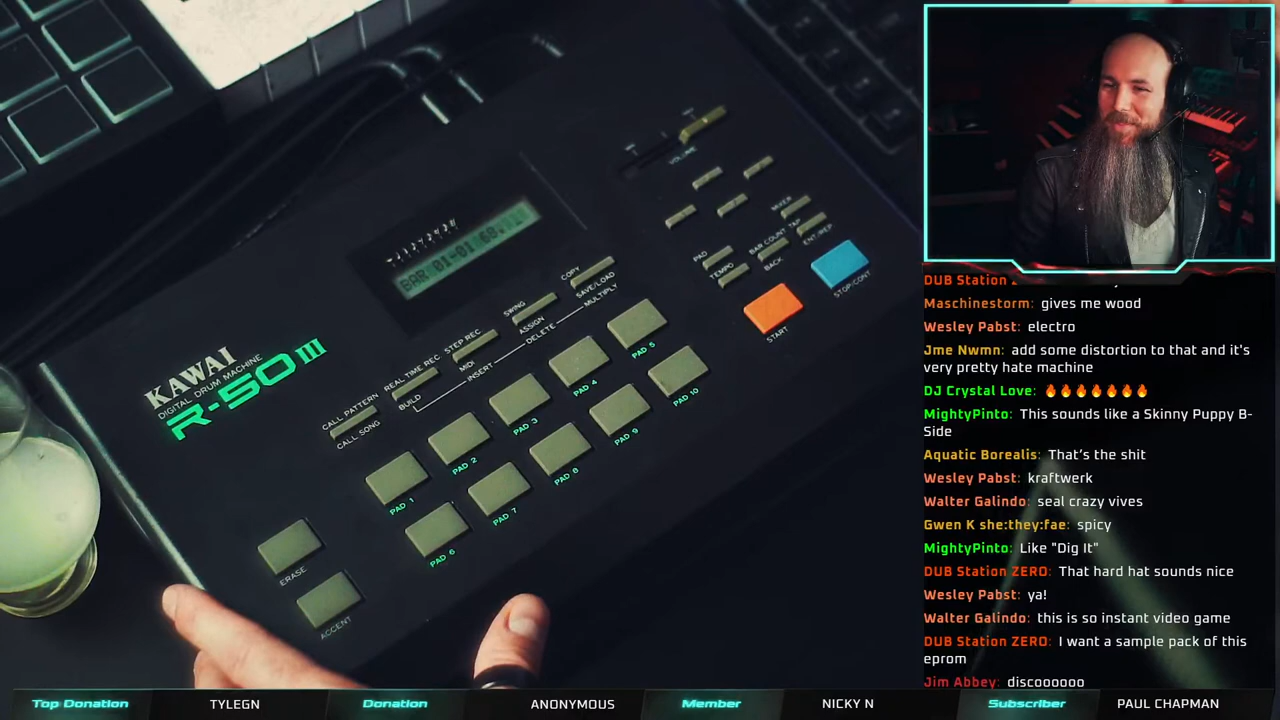 KAWAI
DIGITAL DRUM MACHINE
R-50 III
BAR:01-01
VOLUME
MIXER
PAD
BAR COUNT
TAP
ENT/REP
TEMPO
BACK
START
STOP/CONT
COPY
SAVE/LOAD
MULTIPLY
SWING
ASSIGN
DELETE
STEP REC
MIDI
INSERT
REAL TIME REC
BUILD
CALL PATTERN
CALL SONG
PAD 1
PAD 2
PAD 3
PAD 4
PAD 5
PAD 6
PAD 7
PAD 8
PAD 9
PAD 10
ERASE
ACCENT
DUB Station
Maschinestorm: gives me wood
Wesley Pabst: electro
Jme Nwmn: add some distortion to that and it's
very pretty hate machine
DJ Crystal Love: 🔥🔥🔥🔥🔥🔥🔥
MightyPinto: This sounds like a Skinny Puppy B-
Side
Aquatic Borealis: That's the shit
Wesley Pabst: kraftwerk
Walter Galindo: seal crazy vives
Gwen K she:they:fae: spicy
MightyPinto: Like "Dig It"
DUB Station ZERO: That hard hat sounds nice
Wesley Pabst: ya!
Walter Galindo: this is so instant video game
DUB Station ZERO: I want a sample pack of this
eprom
Jim Abbey: discoooooo
Top Donation TYLEGN Donation ANONYMOUS Member NICKY N Subscriber PAUL CHAPMAN